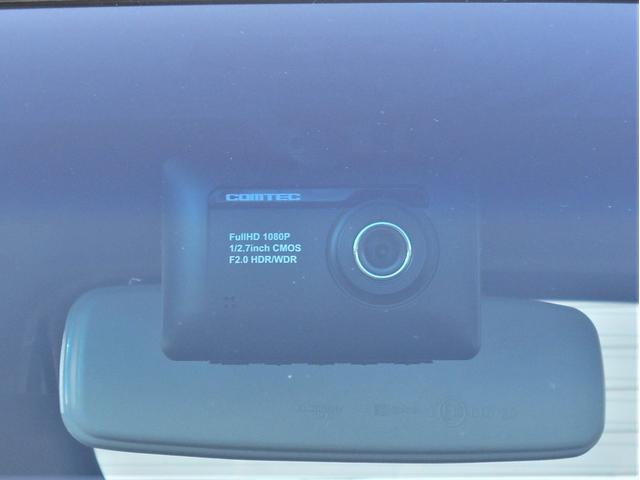 COMTEC
FullHD 1080P
1/2.7inch CMOS
F2.0 HDR/WDR